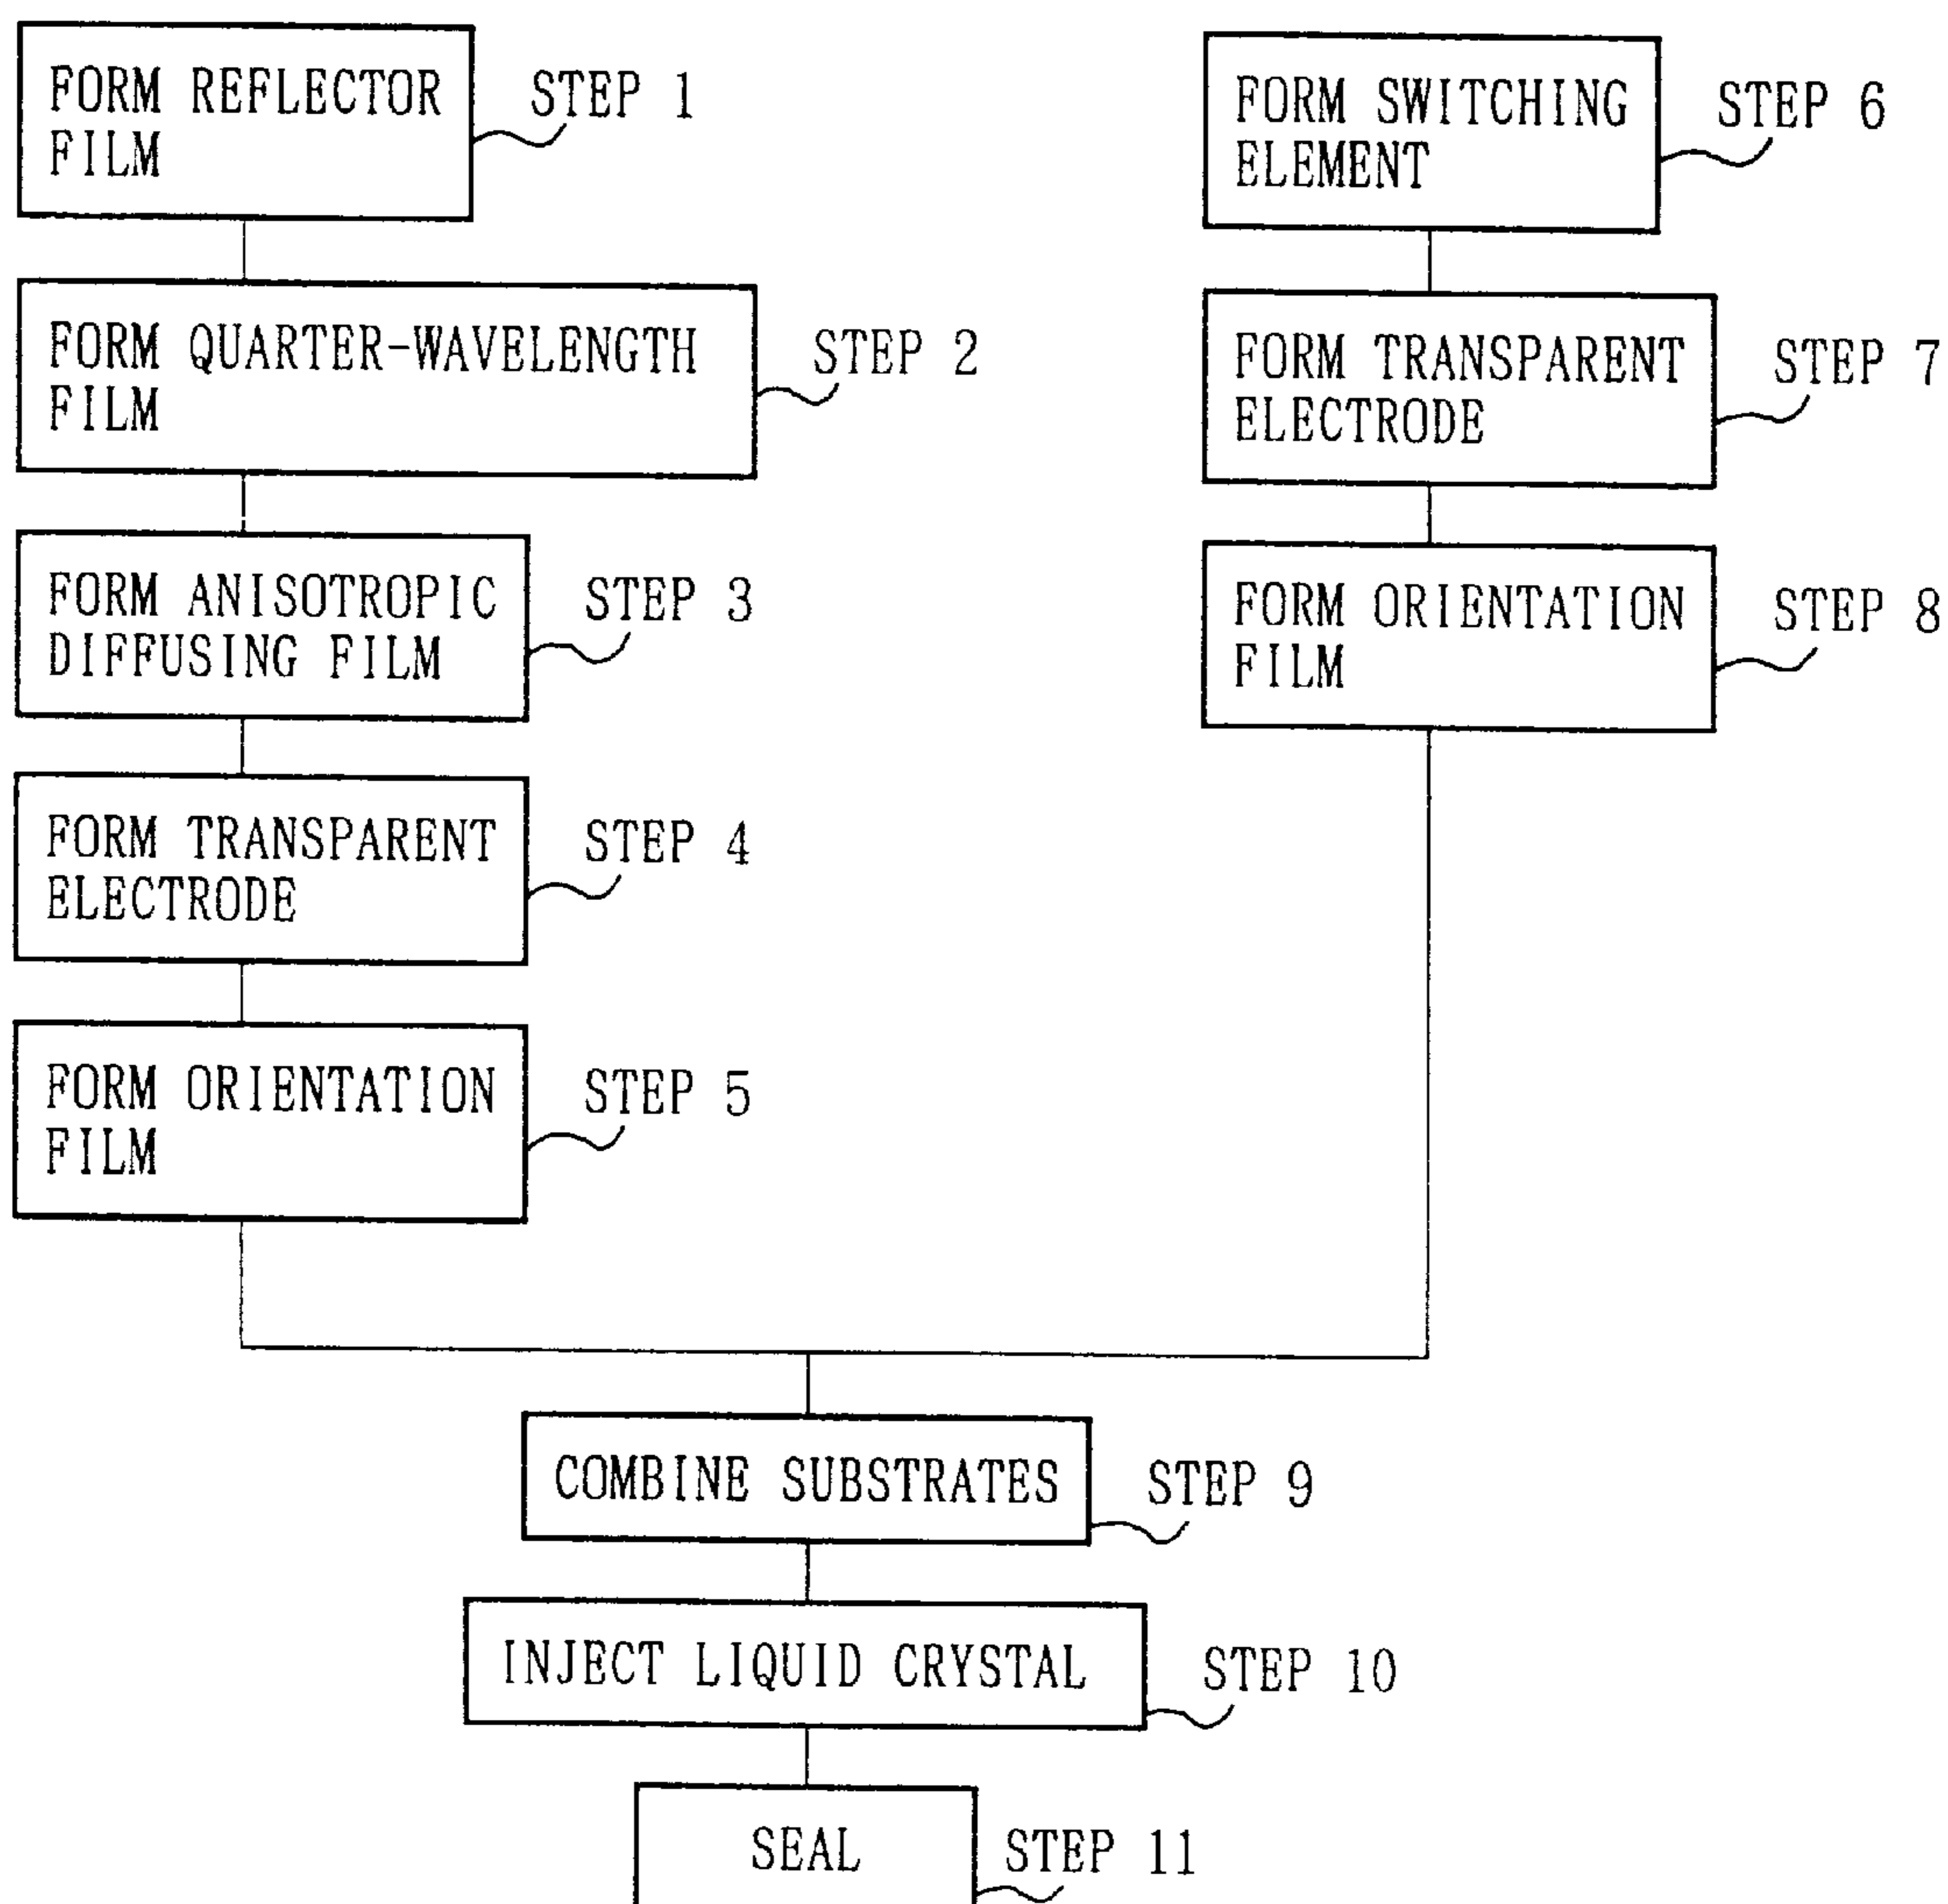 FORM REFLECTOR
FILM
STEP 1
FORM QUARTER-WAVELENGTH
FILM
STEP 2
FORM ANISOTROPIC
DIFFUSING FILM
STEP 3
FORM TRANSPARENT
ELECTRODE
STEP 4
FORM ORIENTATION
FILM
STEP 5
FORM SWITCHING
ELEMENT
STEP 6
FORM TRANSPARENT
ELECTRODE
STEP 7
FORM ORIENTATION
FILM
STEP 8
COMBINE SUBSTRATES
STEP 9
INJECT LIQUID CRYSTAL
STEP 10
SEAL
STEP 11